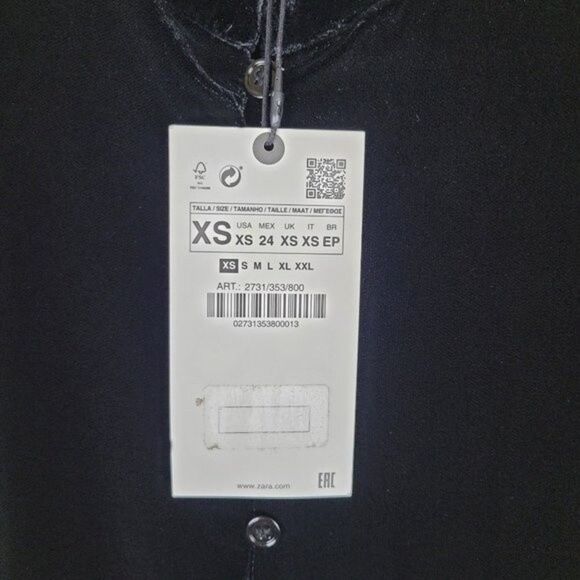 FSC
TALLA / SIZE / TAMANHO / TAILLE / MAAT / ΜΕΓΕΘΟΣ
XS USA XS MEX 24 UK XS IT XS BR EP
XS S M L XL XXL
ART.: 2731/353/800
02731353800013
www.zara.com
EAC